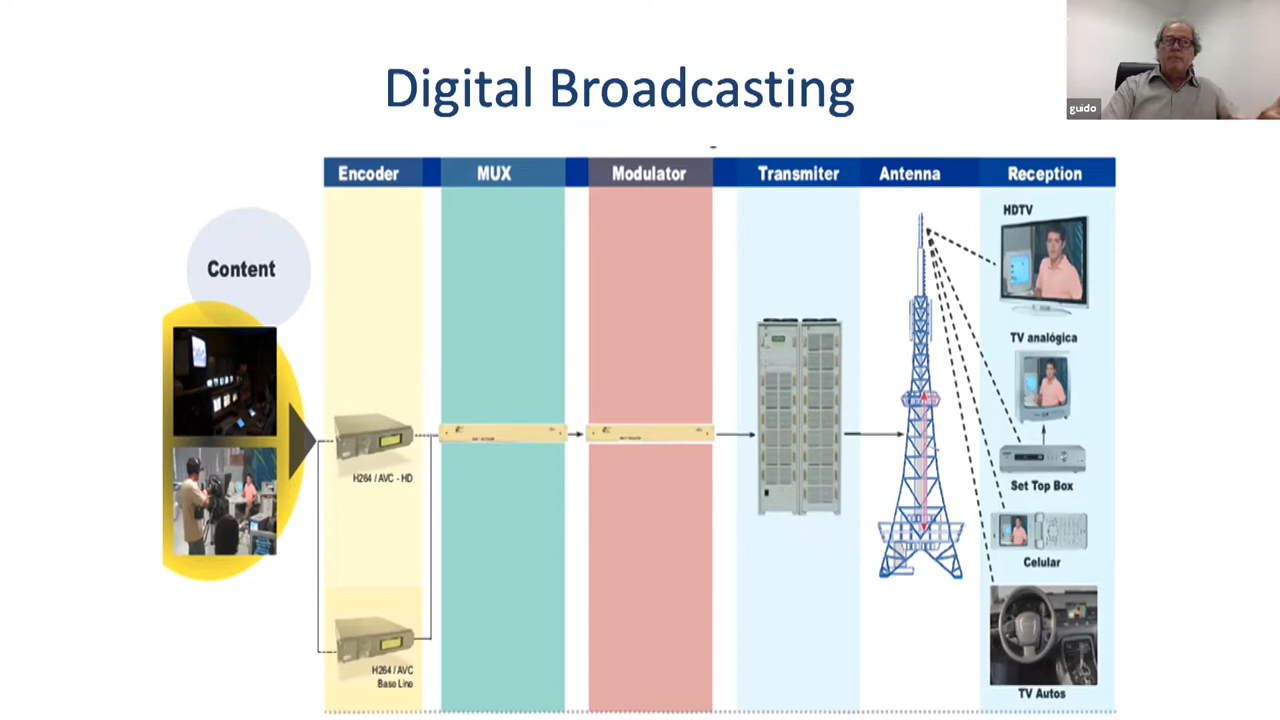 Digital Broadcasting
guido
Encoder
MUX
Modulator
Transmiter
Antenna
Reception
Content
HDTV
TV analógica
H264 / AVC - HD
Set Top Box
Celular
H264 / AVC
Base Line
TV Autos